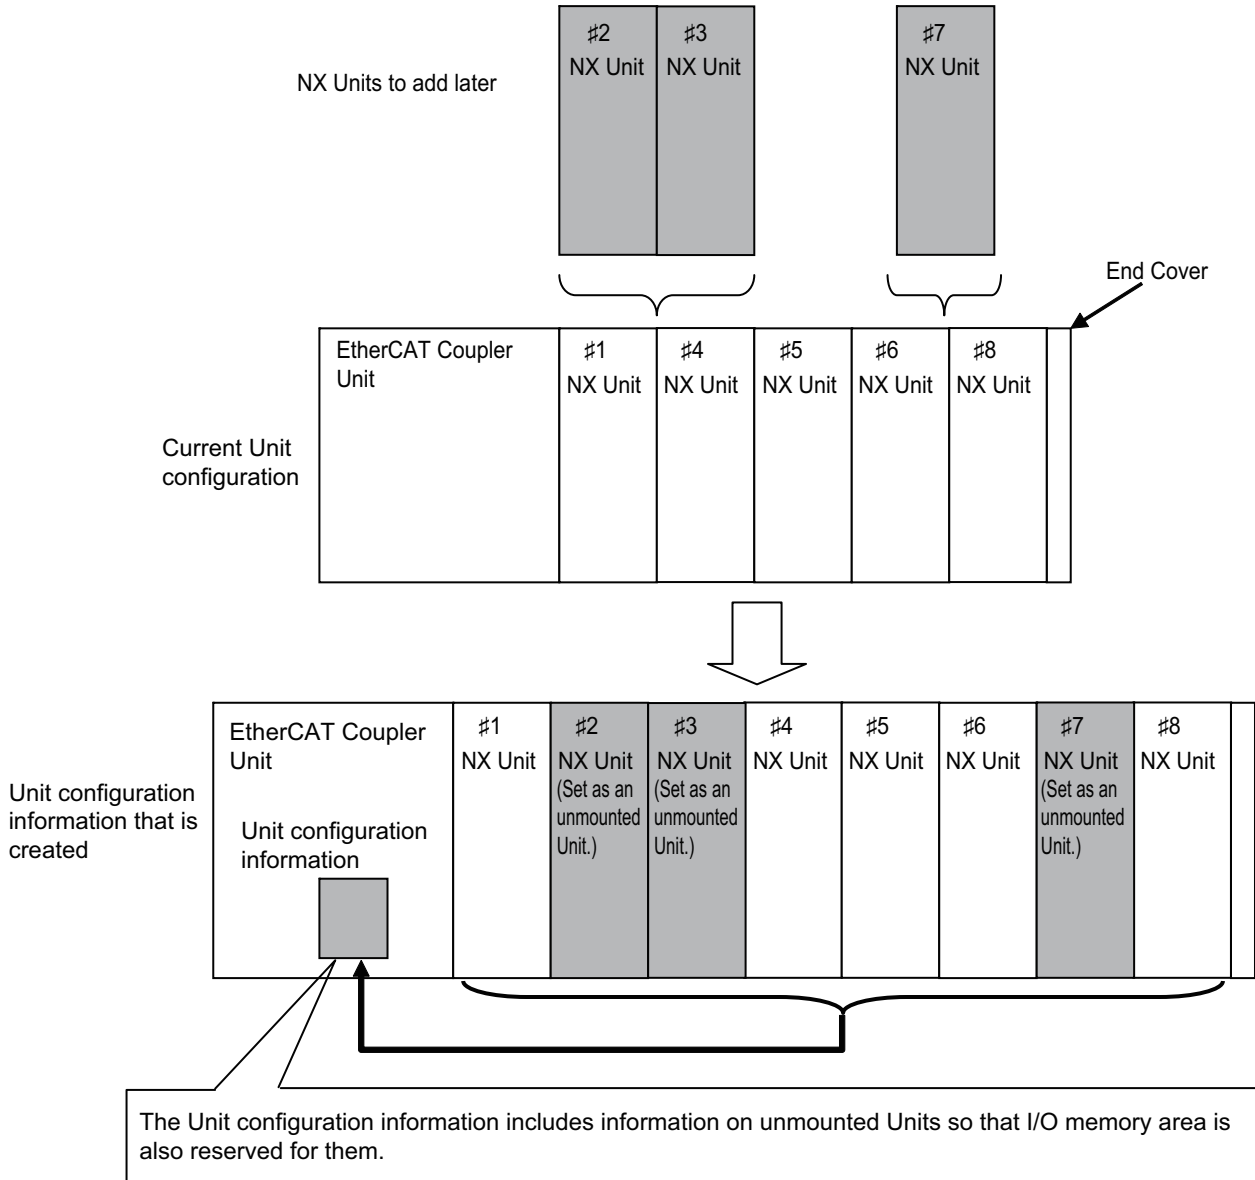 ♯2
NX Unit
♯3
NX Unit
♯7
NX Unit
NX Units to add later
End Cover
EtherCAT Coupler
Unit
♯1
NX Unit
♯4
NX Unit
♯5
NX Unit
♯6
NX Unit
♯8
NX Unit
Current Unit
configuration
EtherCAT Coupler
Unit
Unit configuration
information
♯1
NX Unit
♯2
NX Unit
(Set as an
unmounted
Unit.)
♯3
NX Unit
(Set as an
unmounted
Unit.)
♯4
NX Unit
♯5
NX Unit
♯6
NX Unit
♯7
NX Unit
(Set as an
unmounted
Unit.)
♯8
NX Unit
Unit configuration
information that is
created
The Unit configuration information includes information on unmounted Units so that I/O memory area is
also reserved for them.